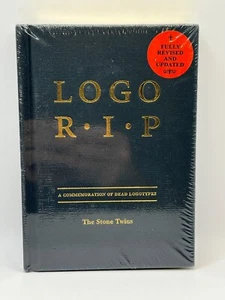 LOGO
R·I·P
A COMMEMORATION OF DEAD LOGOTYPES
The Stone Twins
FULLY
REVISED
AND
UPDATED